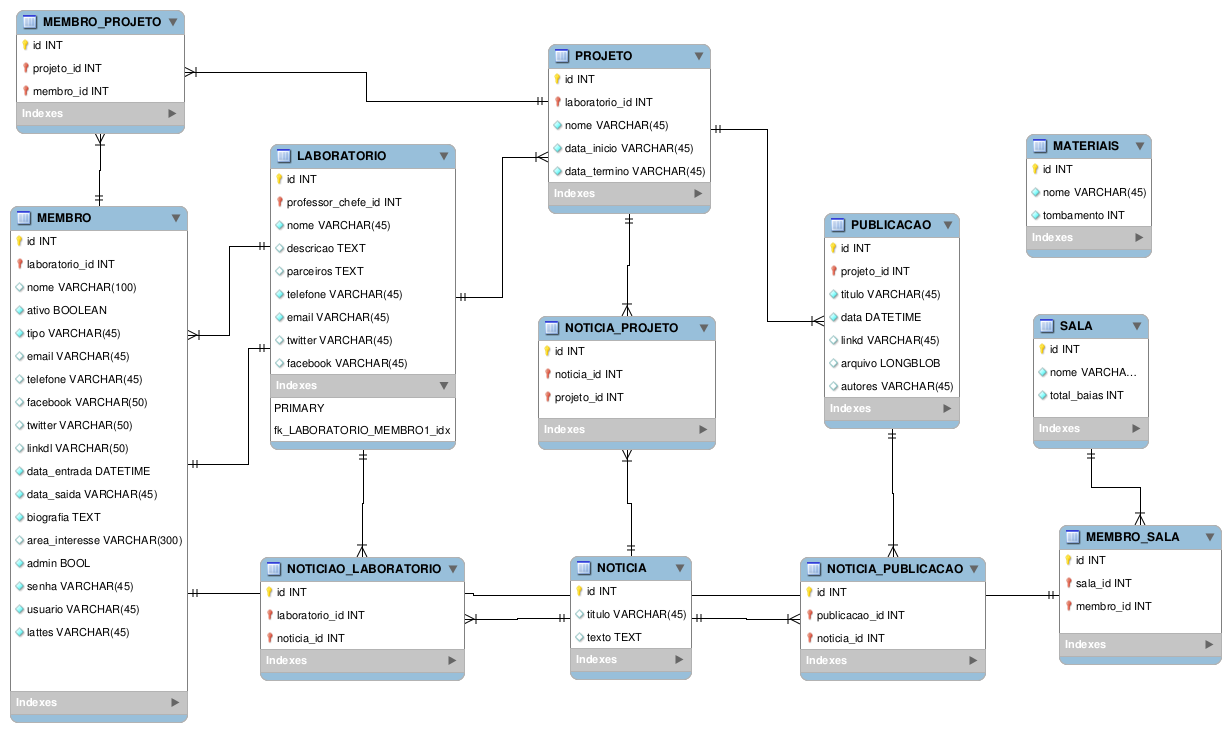 MEMBRO_PROJETO
id INT
projeto_id INT
membro_id INT
Indexes
PROJETO
id INT
laboratorio_id INT
nome VARCHAR(45)
data_inicio VARCHAR(45)
data_termino VARCHAR(45)
Indexes
LABORATORIO
id INT
professor_chefe_id INT
nome VARCHAR(45)
descricao TEXT
parceiros TEXT
telefone VARCHAR(45)
email VARCHAR(45)
twitter VARCHAR(45)
facebook VARCHAR(45)
Indexes
PRIMARY
fk_LABORATORIO_MEMBRO1_idx
MATERIAIS
id INT
nome VARCHAR(45)
tombamento INT
Indexes
MEMBRO
id INT
laboratorio_id INT
nome VARCHAR(100)
ativo BOOLEAN
tipo VARCHAR(45)
email VARCHAR(45)
telefone VARCHAR(45)
facebook VARCHAR(50)
twitter VARCHAR(50)
linkdl VARCHAR(50)
data_entrada DATETIME
data_saida VARCHAR(45)
biografia TEXT
area_interesse VARCHAR(300)
admin BOOL
senha VARCHAR(45)
usuario VARCHAR(45)
lattes VARCHAR(45)
Indexes
PUBLICACAO
id INT
projeto_id INT
titulo VARCHAR(45)
data DATETIME
linkd VARCHAR(45)
arquivo LONGBLOB
autores VARCHAR(45)
Indexes
NOTICIA_PROJETO
id INT
noticia_id INT
projeto_id INT
Indexes
SALA
id INT
nome VARCHA...
total_baias INT
Indexes
MEMBRO_SALA
id INT
sala_id INT
membro_id INT
Indexes
NOTICIAO_LABORATORIO
id INT
laboratorio_id INT
noticia_id INT
Indexes
NOTICIA
id INT
titulo VARCHAR(45)
texto TEXT
Indexes
NOTICIA_PUBLICACAO
id INT
publicacao_id INT
noticia_id INT
Indexes